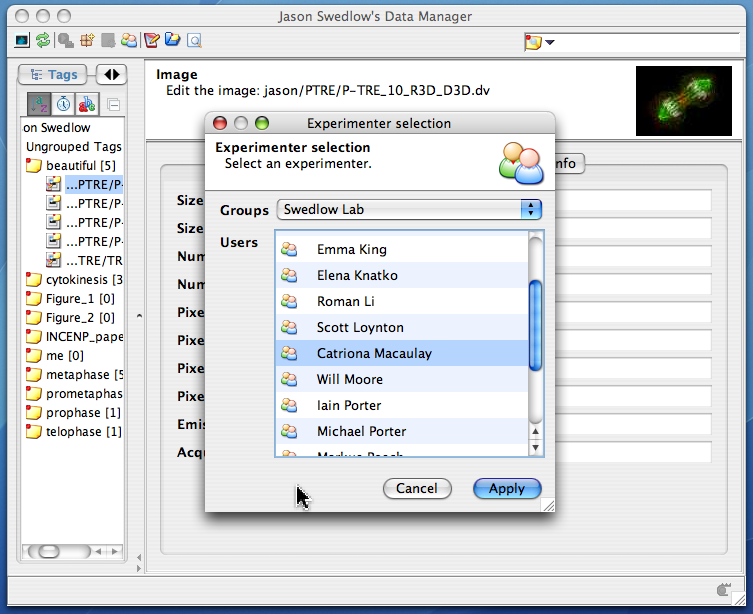 Jason Swedlow's Data Manager
Tags
Image
Edit the image: jason/PTRE/P-TRE_10_R3D_D3D.dv
on Swedlow
Ungrouped Tags
beautiful [5]
...PTRE/P-
...PTRE/P-
...PTRE/P-
...PTRE/P-
...TRE/TR
cytokinesis [3
Figure_1 [0]
Figure_2 [0]
INCENP_pape
me [0]
metaphase [5
prometaphas
prophase [1]
telophase [1]
nfo
Size
Size
Num
Num
Pixe
Pixe
Pixe
Pixe
Emis
Acqu
Experimenter selection
Experimenter selection
Select an experimenter.
Groups
Swedlow Lab
Users
Emma King
Elena Knatko
Roman Li
Scott Loynton
Catriona Macaulay
Will Moore
Iain Porter
Michael Porter
Cancel
Apply